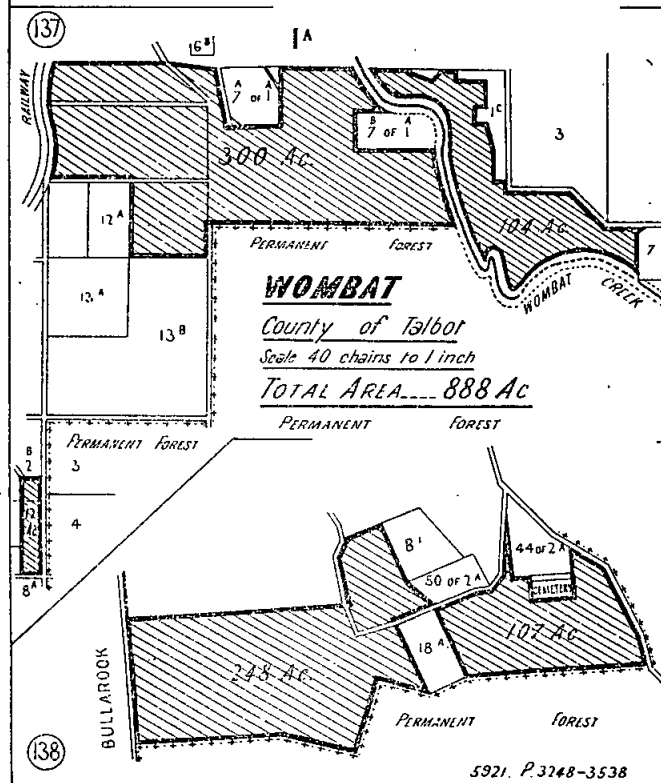 137
6B
A
RAILWAY
A A
7 OF 1
B A
7 OF 1
1C
3
300 Ac.
12A
104 Ac.
7
PERMANENT FOREST
WOMBAT CREEK
13A
13B
WOMBAT
County of Talbot
Scale 40 chains to 1 inch
TOTAL AREA.... 888 Ac
PERMANENT FOREST
PERMANENT FOREST
B
2
3
4
Ac
8A
81
50 OF 2A
44 OF 2A
CEMETERY
18A
107 Ac
248 Ac.
BULLAROOK
PERMANENT FOREST
138
5921. P.3248-3538